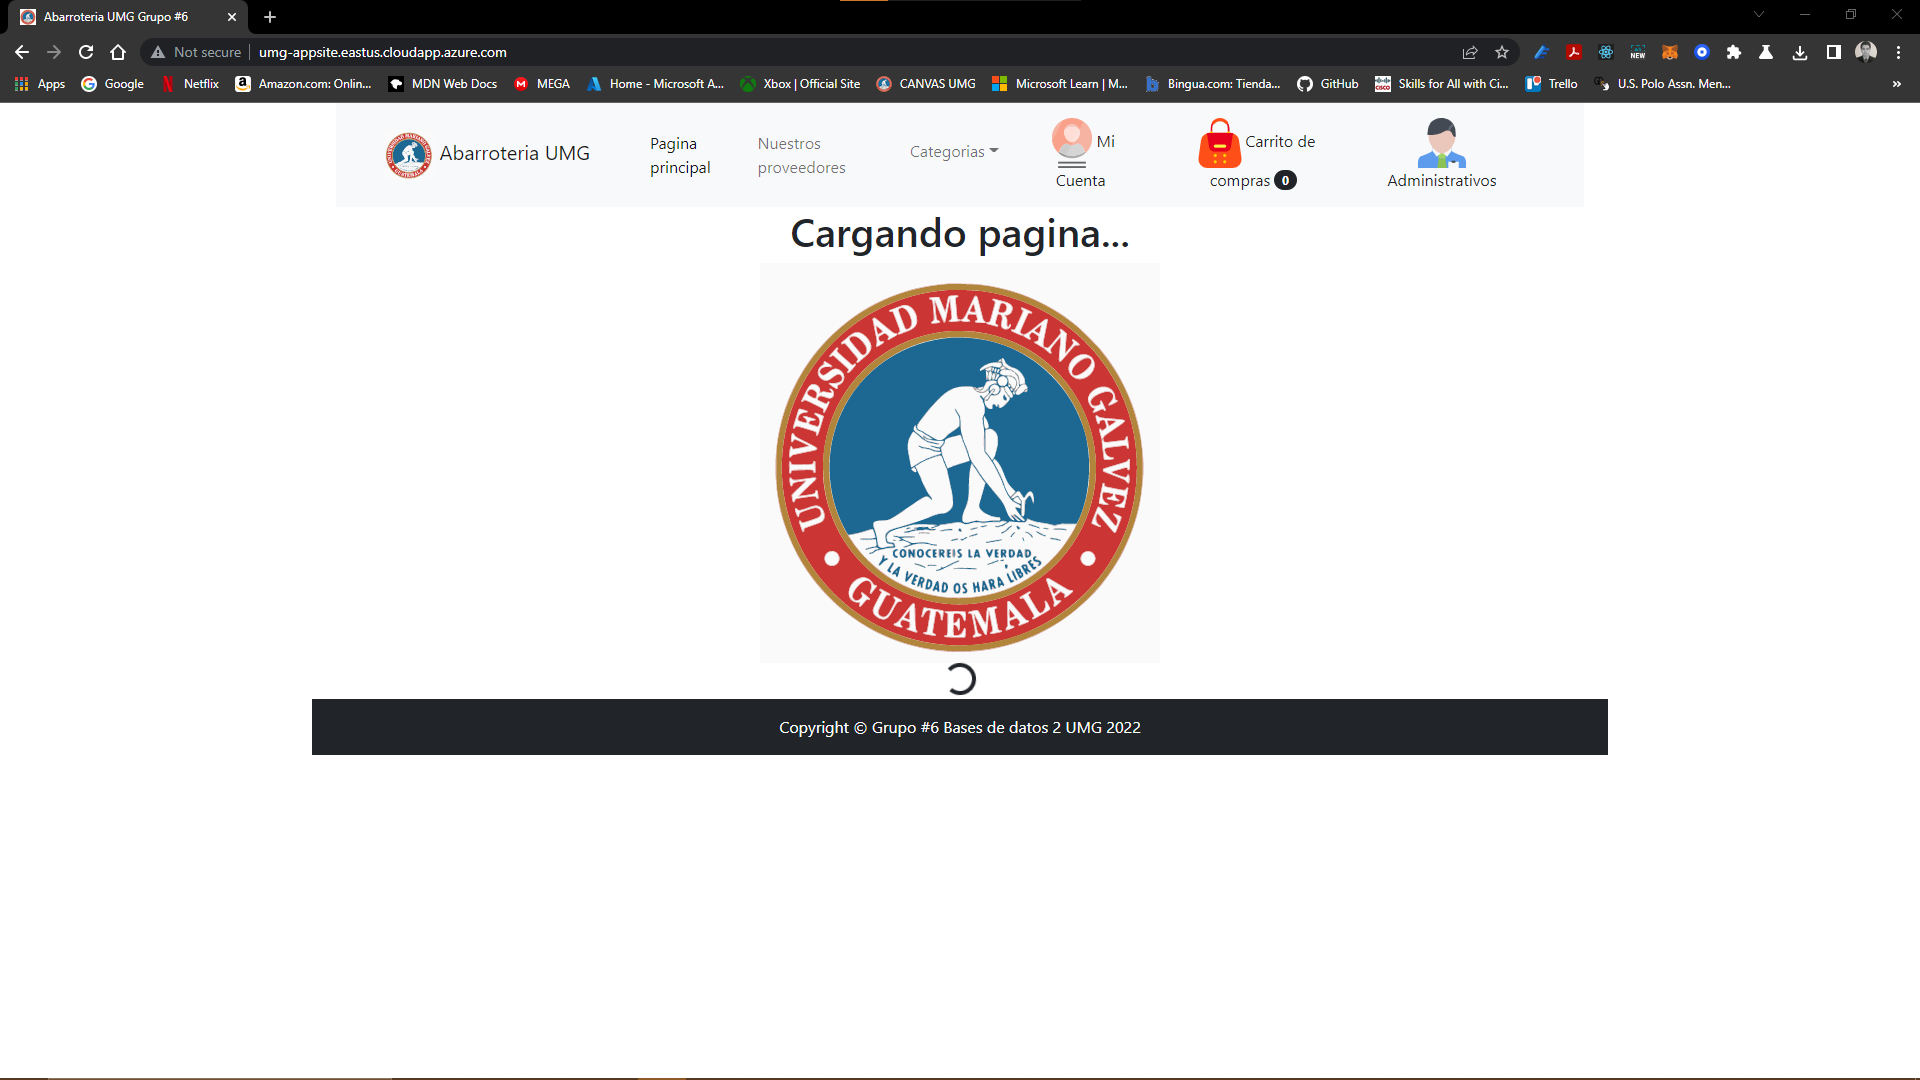 Abarroteria UMG Grupo #6
Not secure
umg-appsite.eastus.cloudapp.azure.com
NEW
Apps
Google
Netflix
Amazon.com: Onlin...
MDN Web Docs
MEGA
Home - Microsoft A...
Xbox | Official Site
CANVAS UMG
Microsoft Learn | M...
Bingua.com: Tienda...
GitHub
Skills for All with Ci...
Trello
U.S. Polo Assn. Men...
»
Abarroteria UMG
Pagina
principal
Nuestros
proveedores
Categorias
Mi
Cuenta
Carrito de
compras 0
Administrativos
Cargando pagina...
UNIVERSIDAD MARIANO GALVEZ
CONOCEREIS LA VERDAD
Y LA VERDAD OS HARA LIBRES
GUATEMALA
Copyright © Grupo #6 Bases de datos 2 UMG 2022